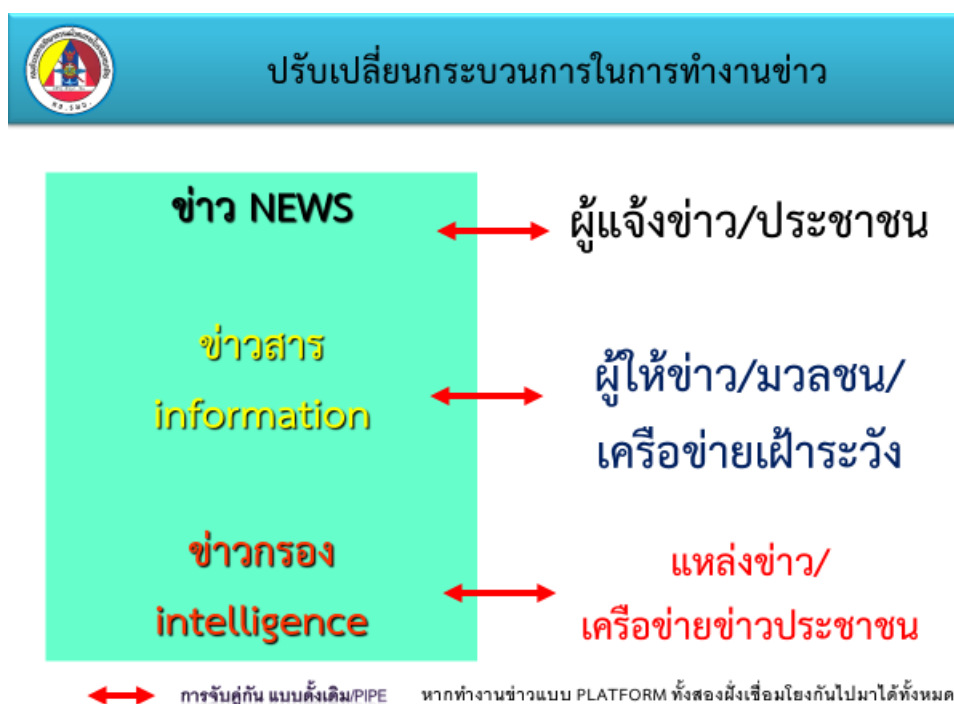 ปรับเปลี่ยนกระบวนการในการทำงานข่าว
ข่าว NEWS
ผู้แจ้งข่าว/ประชาชน
ข่าวสาร
information
ผู้ให้ข่าว/มวลชน/
เครือข่ายเฝ้าระวัง
ข่าวกรอง
intelligence
แหล่งข่าว/
เครือข่ายข่าวประชาชน
การจับคู่กัน แบบดั้งเดิม/PIPE
หากทำงานข่าวแบบ PLATFORM ทั้งสองฝั่งเชื่อมโยงกันไปมาได้ทั้งหมด